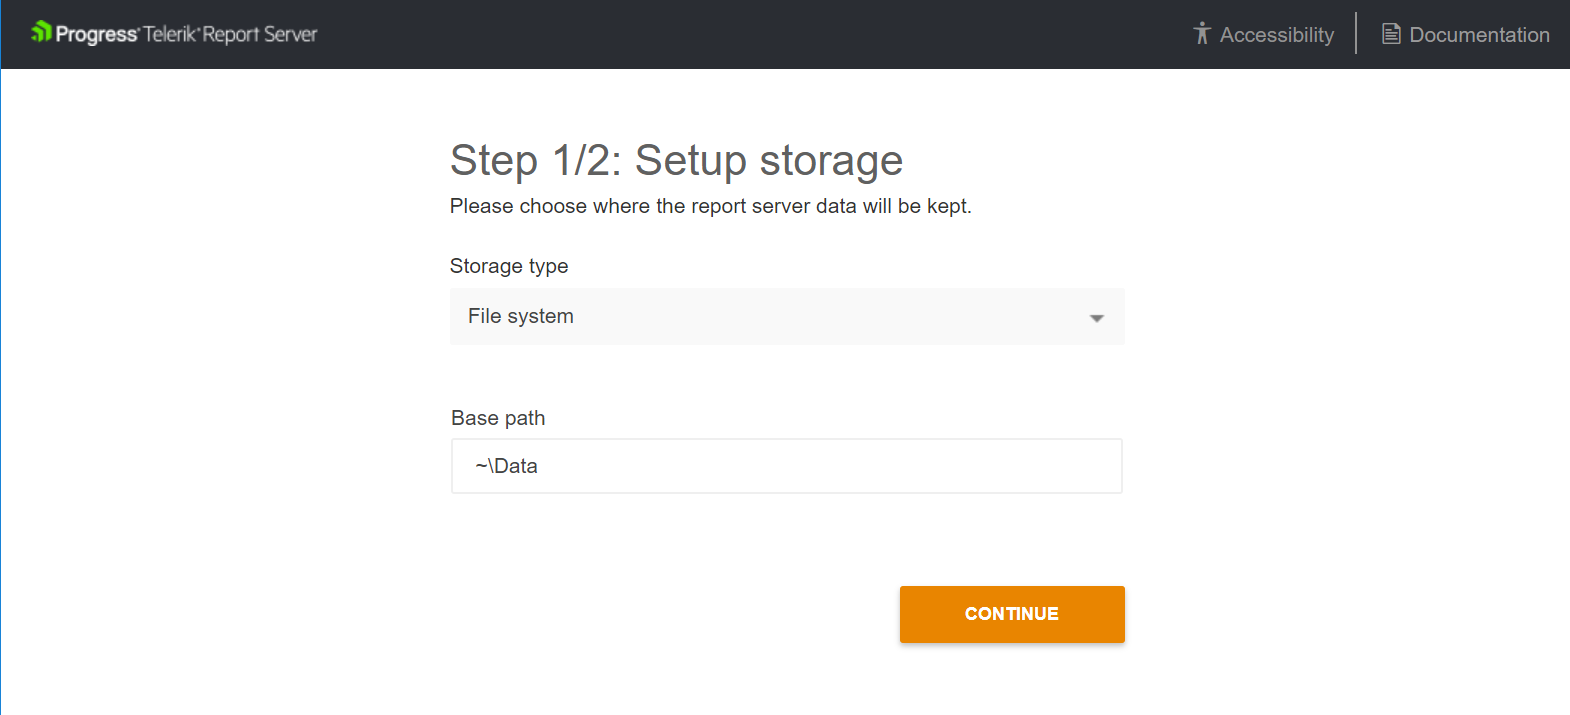 Progress® Telerik® Report Server
Accessibility
Documentation
Step 1/2: Setup storage
Please choose where the report server data will be kept.
Storage type
File system
Base path
~\Data
CONTINUE